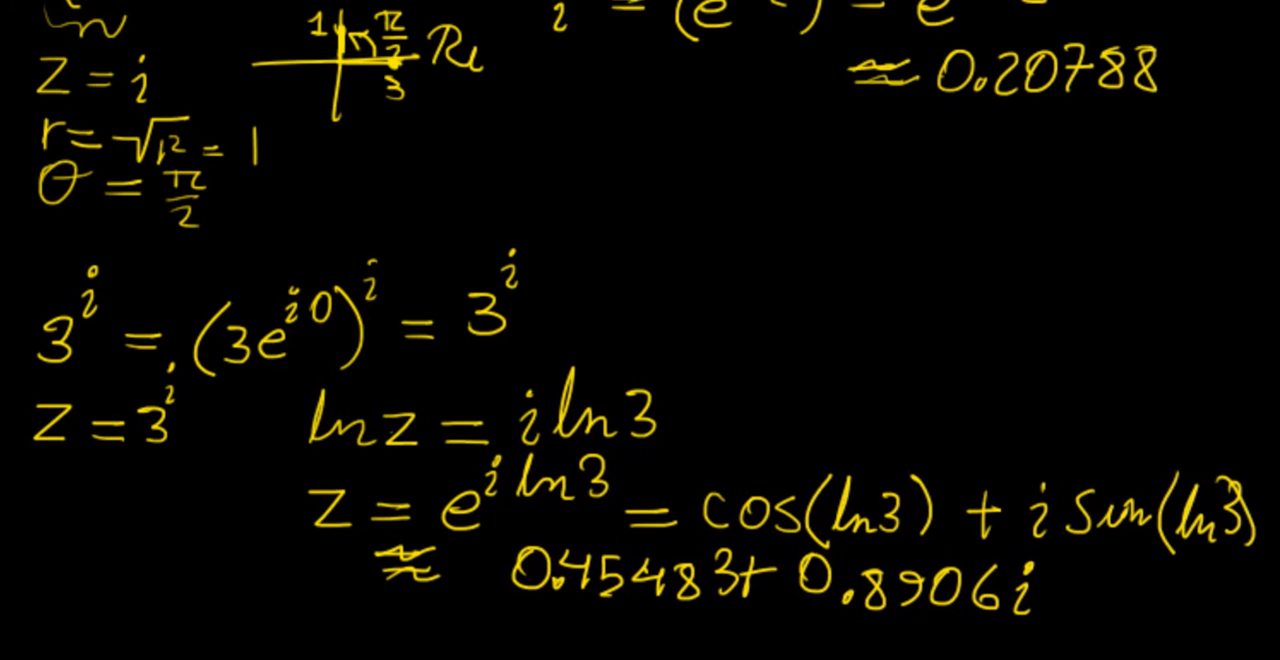 i = (e ) = e
1 π/2 Re
3
≈ 0.20788
z = i
r = √1² = 1
θ = π/2
3^i = (3e^{i0})^i = 3^i
z = 3^i ln z = i ln 3
z = e^{i ln 3} = cos(ln 3) + i sin(ln 3)
≈ 0.45483 + 0.8906i